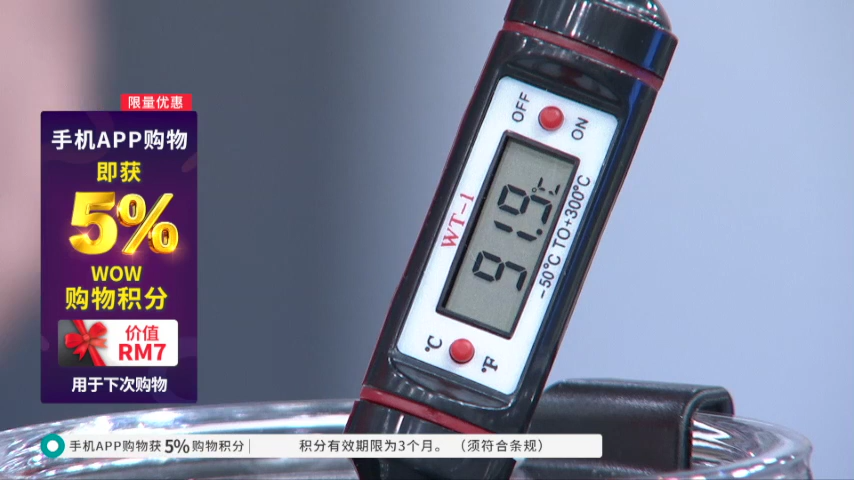 限量优惠
手机APP购物
即获
5%
WOW
购物积分
价值
RM7
用于下次购物
OFF
ON
WT-1
91.9°C
-50°C TO+300°C
°C
°F
手机APP购物获5%购物积分
积分有效期限为3个月。（须符合条规）